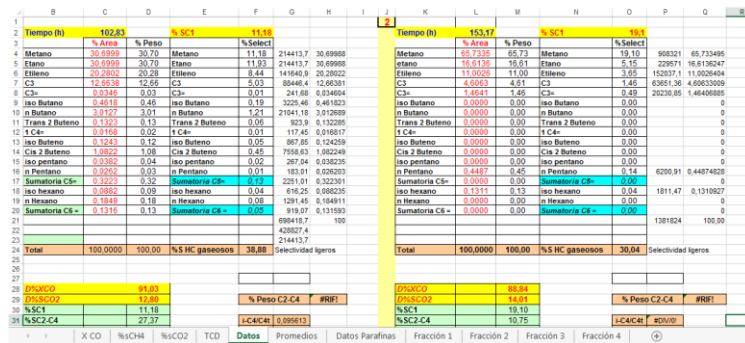 B C D E F G H I J K L M N O P Q R
1 2
2 Tiempo (h) 102,83 % SC1 11,18 Tiempo (h) 153,17 % SC1 19,1
3 % Area % Peso %Select % Area % Peso %Select
4 Metano 30,6999 30,70 Metano 11,18 214413,7 30,69988 Metano 65,7335 65,73 Metano 19,10 908321 65,733495
5 Etano 30,6999 30,70 Etano 11,93 214413,7 30,69988 etano 16,6136 16,61 Etano 5,15 229571 16,6136247
6 Etileno 20,2802 20,28 Etileno 8,44 141640,9 20,28022 Etileno 11,0026 11,00 Etileno 3,65 152037,1 11,0026404
7 C3 12,6638 12,66 C3 5,03 88446,4 12,66381 C3 4,6063 4,61 C3 1,46 63651,36 4,60633009
8 C3= 0,0346 0,03 C3= 0,01 241,68 0,034604 C3= 1,4641 1,46 C3= 0,49 20230,85 1,46406885
9 iso Butano 0,4618 0,46 iso Butano 0,19 3225,46 0,461823 iso Butano 0,0000 0,00 iso Butano 0,00 0
10 n Butano 3,0127 3,01 n Butano 1,21 21041,18 3,012689 n Butano 0,0000 0,00 n Butano 0,00 0
11 Trans 2 Buteno 0,1323 0,13 Trans 2 Buteno 0,06 923,9 0,132285 Trans 2 Buteno 0,0000 0,00 Trans 2 Buteno 0,00 0
12 1 C4= 0,0168 0,02 1 C4= 0,01 117,45 0,016817 1 C4= 0,0000 0,00 1 C4= 0,00 0
13 iso Buteno 0,1243 0,12 iso Buteno 0,05 867,85 0,124259 iso Buteno 0,0000 0,00 iso Buteno 0,00 0
14 Cis 2 Buteno 1,0822 1,08 Cis 2 Buteno 0,45 7558,63 1,082249 Cis 2 Buteno 0,0000 0,00 Cis 2 Buteno 0,00 0
15 iso pentano 0,0382 0,04 iso pentano 0,02 267,04 0,038235 iso pentano 0,0000 0,00 iso pentano 0,00 0
16 n pentano 0,0262 0,03 n pentano 0,01 183,01 0,026203 n pentano 0,4487 0,45 n pentano 0,14 6200,91 0,44874828
17 Sumatoria C5= 0,3223 0,32 Sumatoria C5= 0,13 2251,01 0,322301 Sumatoria C5= 0,0000 0,00 Sumatoria C5= 0,00 0
18 iso hexano 0,0882 0,09 iso hexano 0,04 616,25 0,088235 iso hexano 0,1311 0,13 iso hexano 0,04 1811,47 0,1310927
19 n Hexano 0,1849 0,18 n Hexano 0,08 1291,45 0,184911 n Hexano 0,0000 0,00 n Hexano 0,00 0
20 Sumatoria C6 = 0,1316 0,13 Sumatoria C6 = 0,05 919,07 0,131593 Sumatoria C6 = 0,0000 0,00 Sumatoria C6 = 0,00 0
21 698418,7 100 1381824 100,00
22 428827,4
23 214413,7
24 Total 100,0000 100,00 %S HC gaseosos 38,88 Selectividad ligeros Total 100,0000 100,00 %S HC gaseosos 30,04 Selectividad ligeros
25
26
27
28 D%XCO 91,03 D%XCO 88,84
29 D%SCO2 12,80 % Peso C2-C4 #RIF! D%SCO2 14,01 % Peso C2-C4 #RIF!
30 %SC1 11,18 %SC1 19,10
31 %SC2-C4 27,37 i-C4/C4t 0,095613 %SC2-C4 10,75 i-C4/C4t #DIV/0!
X CO %sCH4 %sCO2 TCD Datos Promedios Datos Parafinas Fracción 1 Fracción 2 Fracción 3 Fracción 4